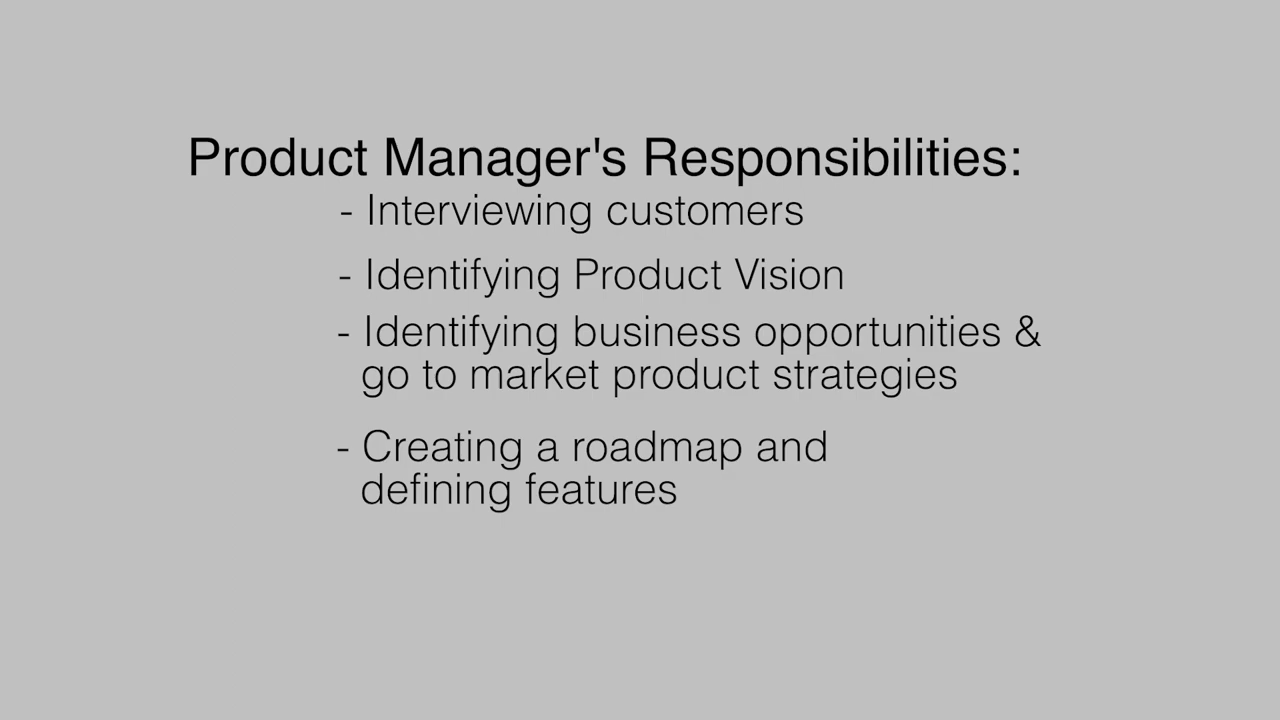 Product Manager's Responsibilities:
- Interviewing customers
- Identifying Product Vision
- Identifying business opportunities &
go to market product strategies
- Creating a roadmap and
defining features